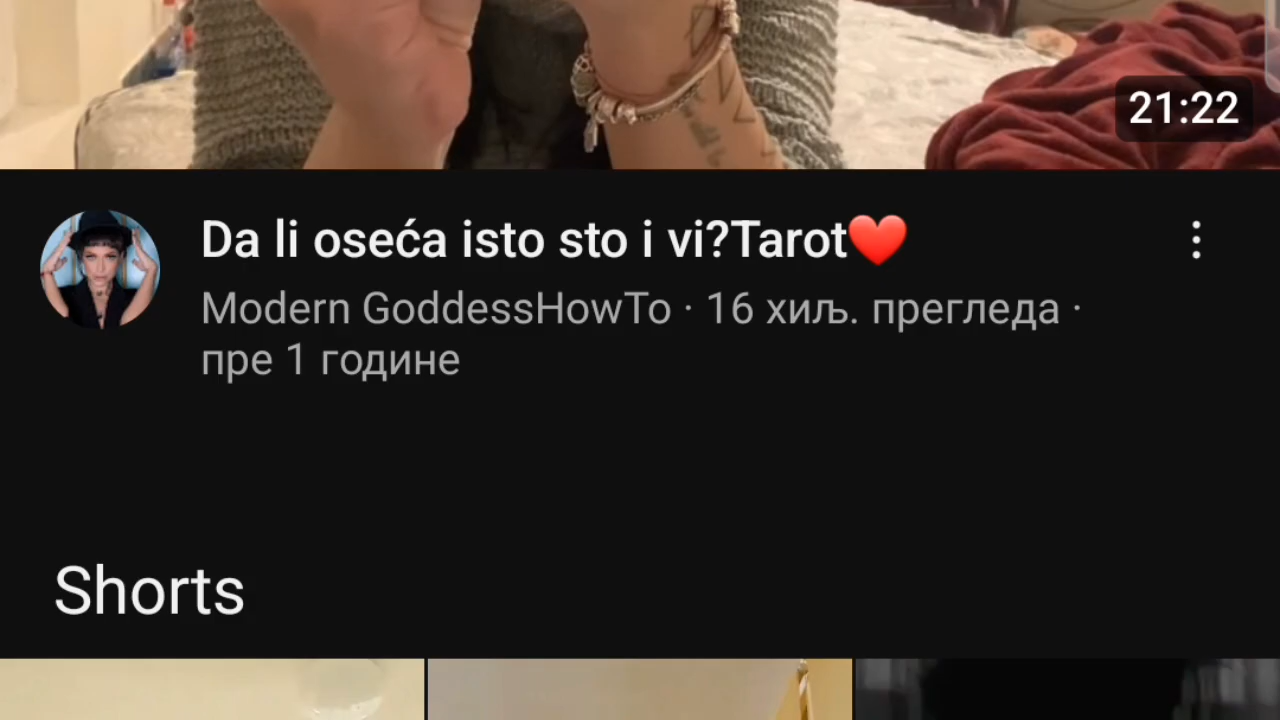 21:22
Da li oseća isto sto i vi?Tarot❤️
Modern GoddessHowTo · 16 хиљ. прегледа ·
пре 1 године
Shorts